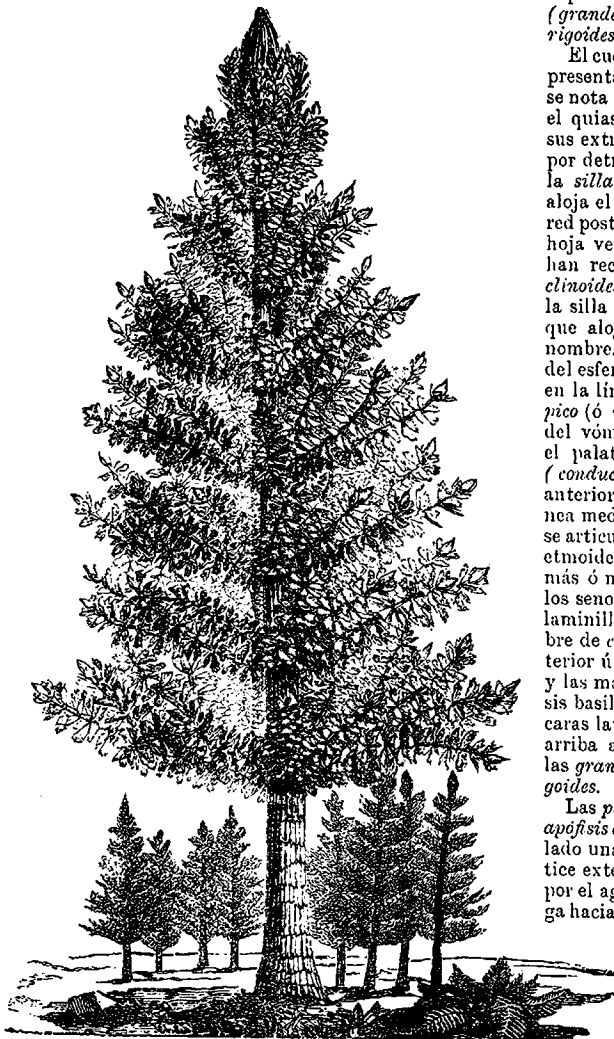 (grande
rigoides
El cue
presenta
se nota
el quias
sus extr
por detr
la silla
aloja el
red post
hoja ve
han rec
clinoide
la silla
que aloj
nombre.
del esfer
en la lín
pico (ó
del vóm
el palat
(conduc
anterior
nea med
se articu
etmoide
más ó m
los seno
laminill
bre de c
terior ú
y las ma
sis basil
caras la
arriba a
las gran
goides.
Las p
apófisis
lado una
tice exte
por el ag
ga hacia